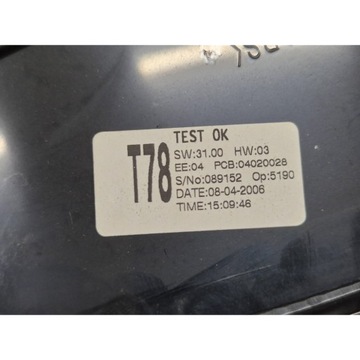 TEST OK
T78
SW:31.00 HW:03
EE:04 PCB:04020028
S/No:089152 Op:5190
DATE:08-04-2006
TIME:15:09:46